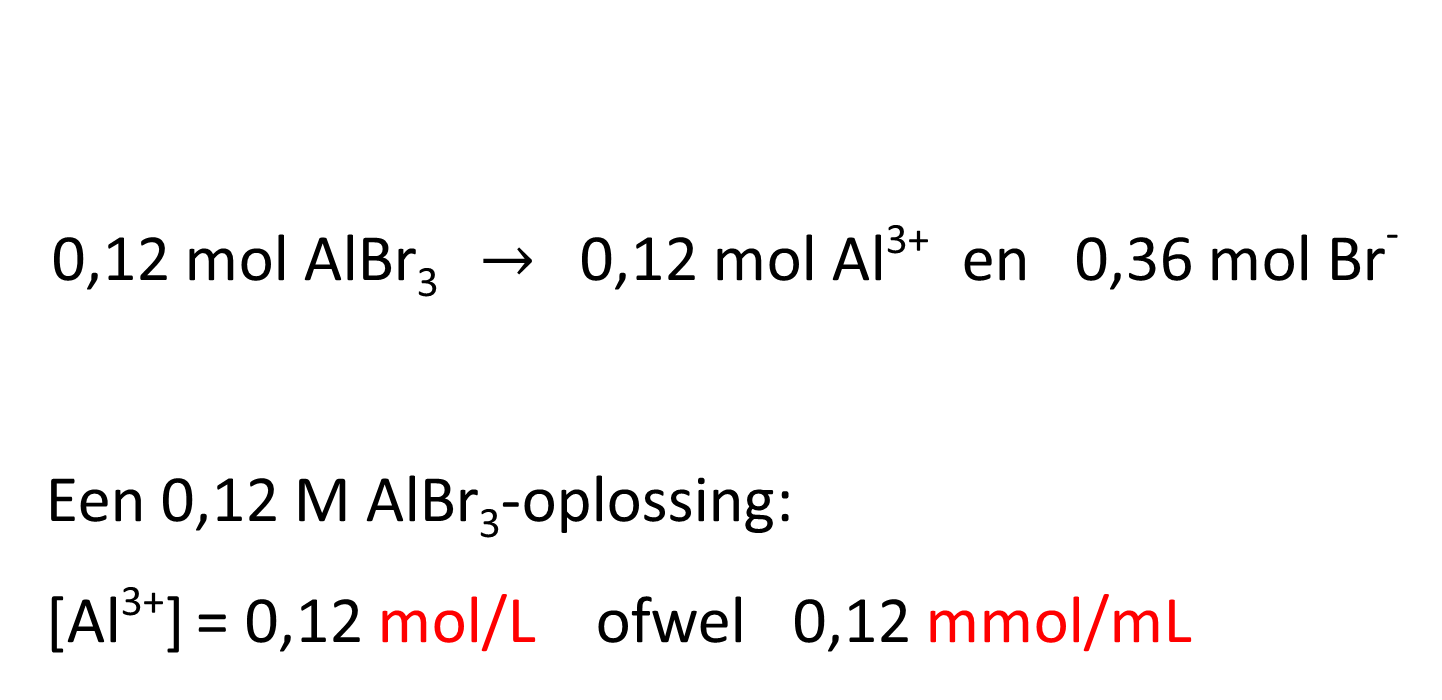 0,12 mol AlBr₃ → 0,12 mol Al³⁺ en 0,36 mol Br⁻
Een 0,12 M AlBr₃-oplossing:
[Al³⁺] = 0,12 mol/L ofwel 0,12 mmol/mL